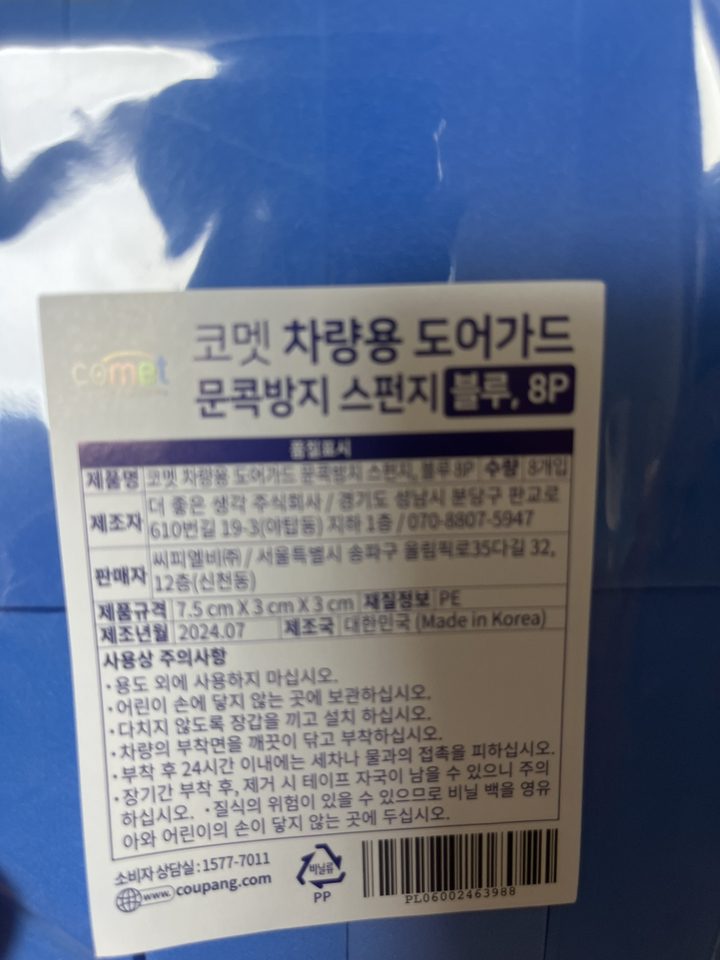 comet
코멧 차량용 도어가드
문콕방지 스펀지 블루, 8P
품질표시
제품명 코멧 차량용 도어가드 문콕방지 스펀지, 블루 8P 수량 8개입
제조자 더 좋은 생각 주식회사 / 경기도 성남시 분당구 판교로
610번길 19-3(야탑동) 지하 1층 / 070-8807-5947
판매자 씨피엘비㈜ / 서울특별시 송파구 올림픽로35다길 32,
12층(신천동)
제품규격 7.5 cm X 3 cm X 3 cm 재질정보 PE
제조년월 2024.07 제조국 대한민국 (Made in Korea)
사용상 주의사항
·용도 외에 사용하지 마십시오.
·어린이 손에 닿지 않는 곳에 보관하십시오.
·다치지 않도록 장갑을 끼고 설치 하십시오.
·차량의 부착면을 깨끗이 닦고 부착하십시오.
·부착 후 24시간 이내에는 세차나 물과의 접촉을 피하십시오.
·장기간 부착 후, 제거 시 테이프 자국이 남을 수 있으니 주의
하십시오. ·질식의 위험이 있을 수 있으므로 비닐 백을 영유
아와 어린이의 손이 닿지 않는 곳에 두십시오.
소비자 상담실 : 1577-7011
www. coupang.com
비닐류
PP
PL06002463988